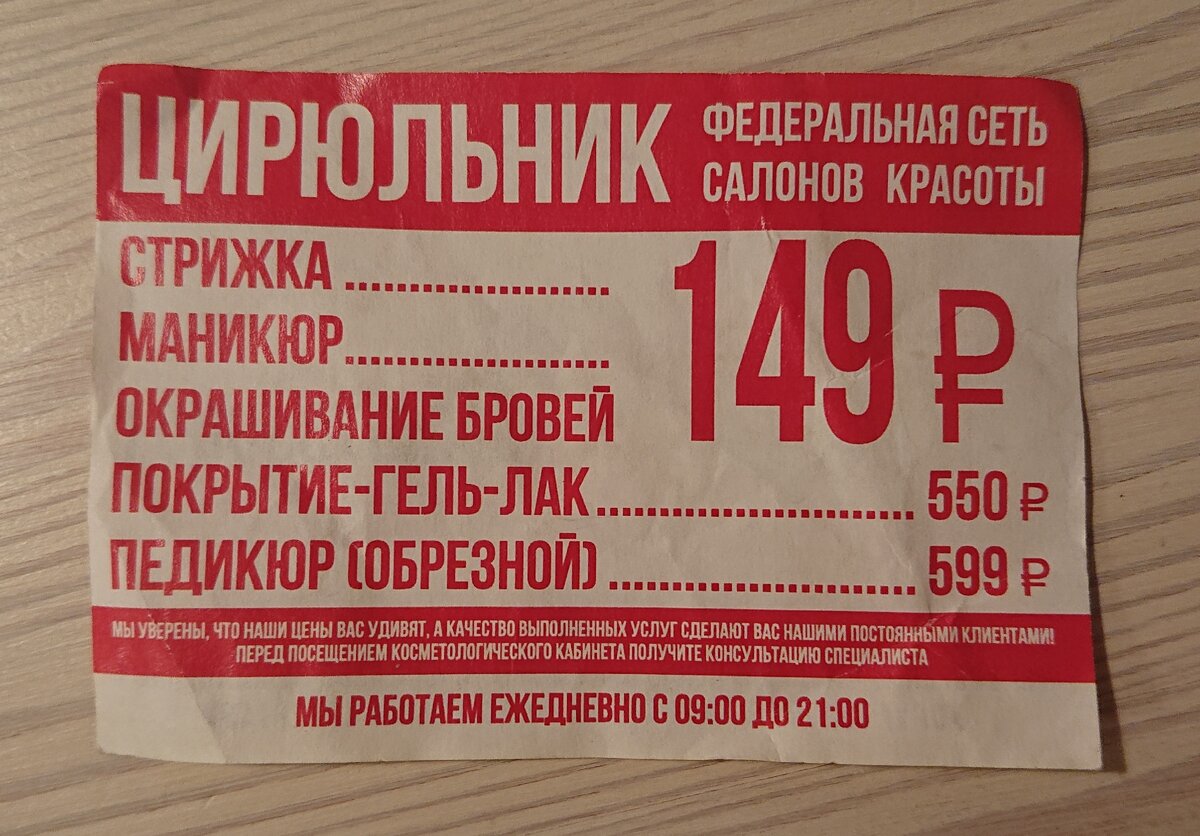 ЦИРЮЛЬНИК
ФЕДЕРАЛЬНАЯ СЕТЬ
САЛОНОВ КРАСОТЫ
СТРИЖКА ......................
МАНИКЮР......................
ОКРАШИВАНИЕ БРОВЕЙ
149 ₽
ПОКРЫТИЕ-ГЕЛЬ-ЛАК.......................... 550 ₽
ПЕДИКЮР (ОБРЕЗНОЙ) ......................... 599 ₽
МЫ УВЕРЕНЫ, ЧТО НАШИ ЦЕНЫ ВАС УДИВЯТ, А КАЧЕСТВО ВЫПОЛНЕННЫХ УСЛУГ СДЕЛАЮТ ВАС НАШИМИ ПОСТОЯННЫМИ КЛИЕНТАМИ!
ПЕРЕД ПОСЕЩЕНИЕМ КОСМЕТОЛОГИЧЕСКОГО КАБИНЕТА ПОЛУЧИТЕ КОНСУЛЬТАЦИЮ СПЕЦИАЛИСТА
МЫ РАБОТАЕМ ЕЖЕДНЕВНО С 09:00 ДО 21:00